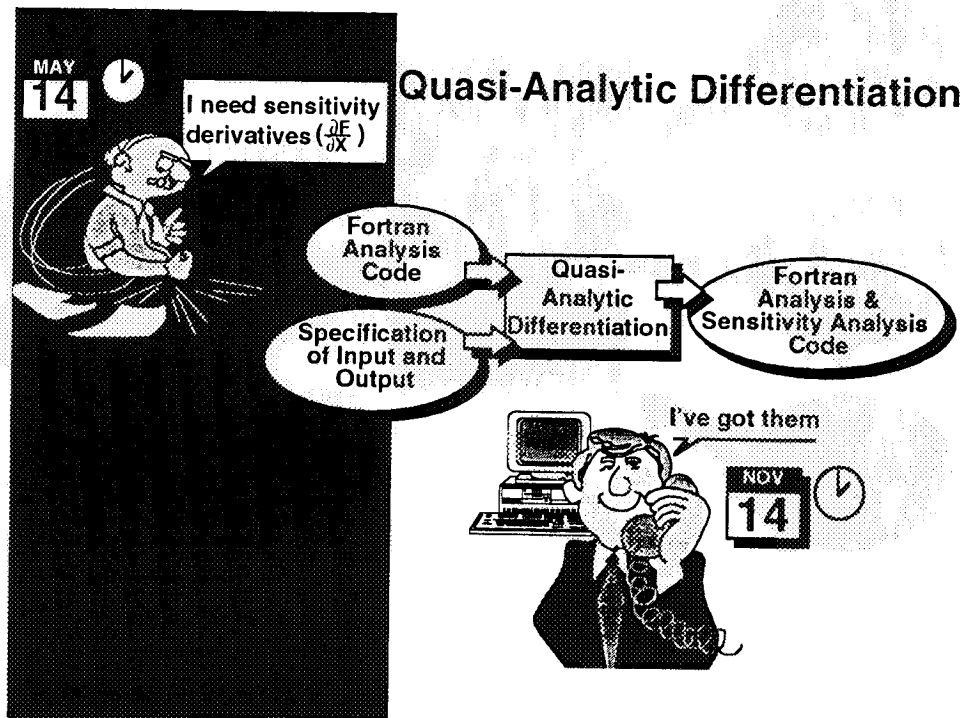 Quasi-Analytic Differentiation
MAY
14
I need sensitivity
derivatives (∂F/∂X)
Fortran
Analysis
Code
Specification
of Input and
Output
Quasi-
Analytic
Differentiation
Fortran
Analysis &
Sensitivity Analysis
Code
I've got them
NOV
14